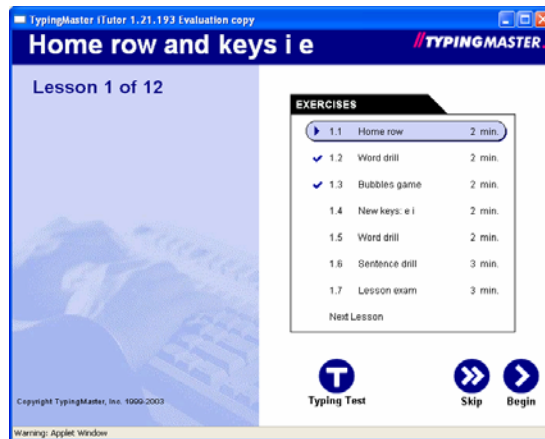 TypingMaster iTutor 1.21.193 Evaluation copy
Home row and keys i e
TYPINGMASTER
Lesson 1 of 12
EXERCISES
1.1 Home row 2 min.
1.2 Word drill 2 min.
1.3 Bubbles game 2 min.
1.4 New keys: e i 2 min.
1.5 Word drill 2 min.
1.6 Sentence drill 3 min.
1.7 Lesson exam 3 min.
Next Lesson
T
Typing Test Skip Begin
Copyright TypingMaster, Inc. 1999-2003
Warning: Applet Window